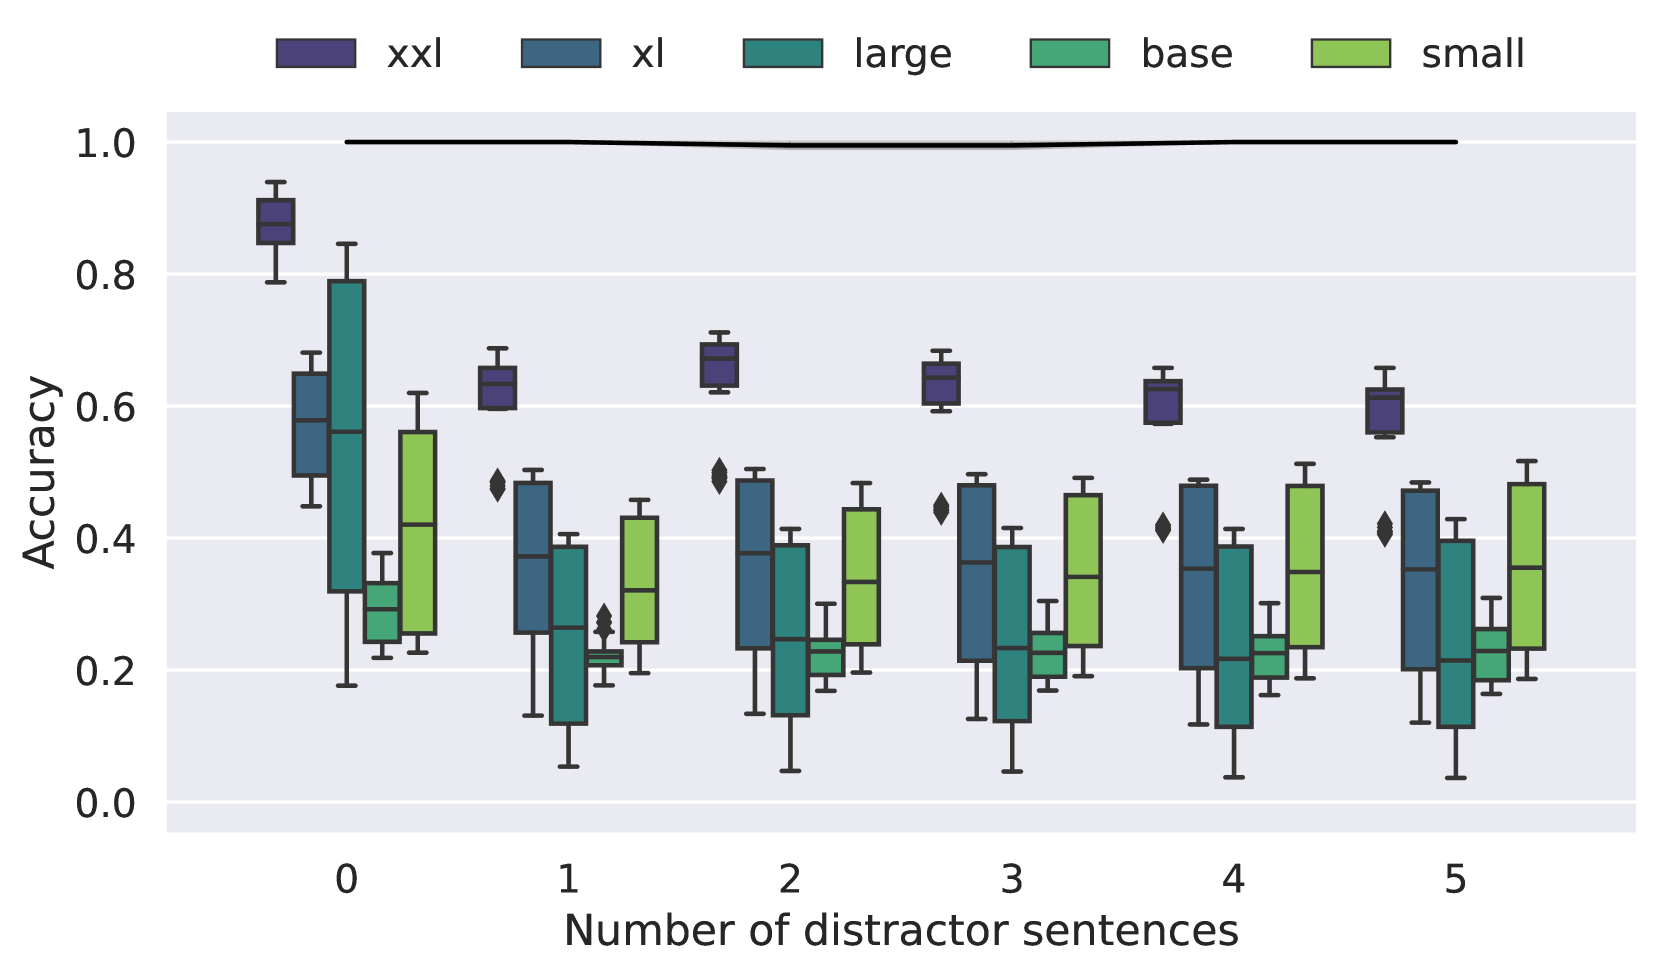 xxl xl large base small
1.0
0.8
0.6
0.4
0.2
0.0
Accuracy
0 1 2 3 4 5
Number of distractor sentences